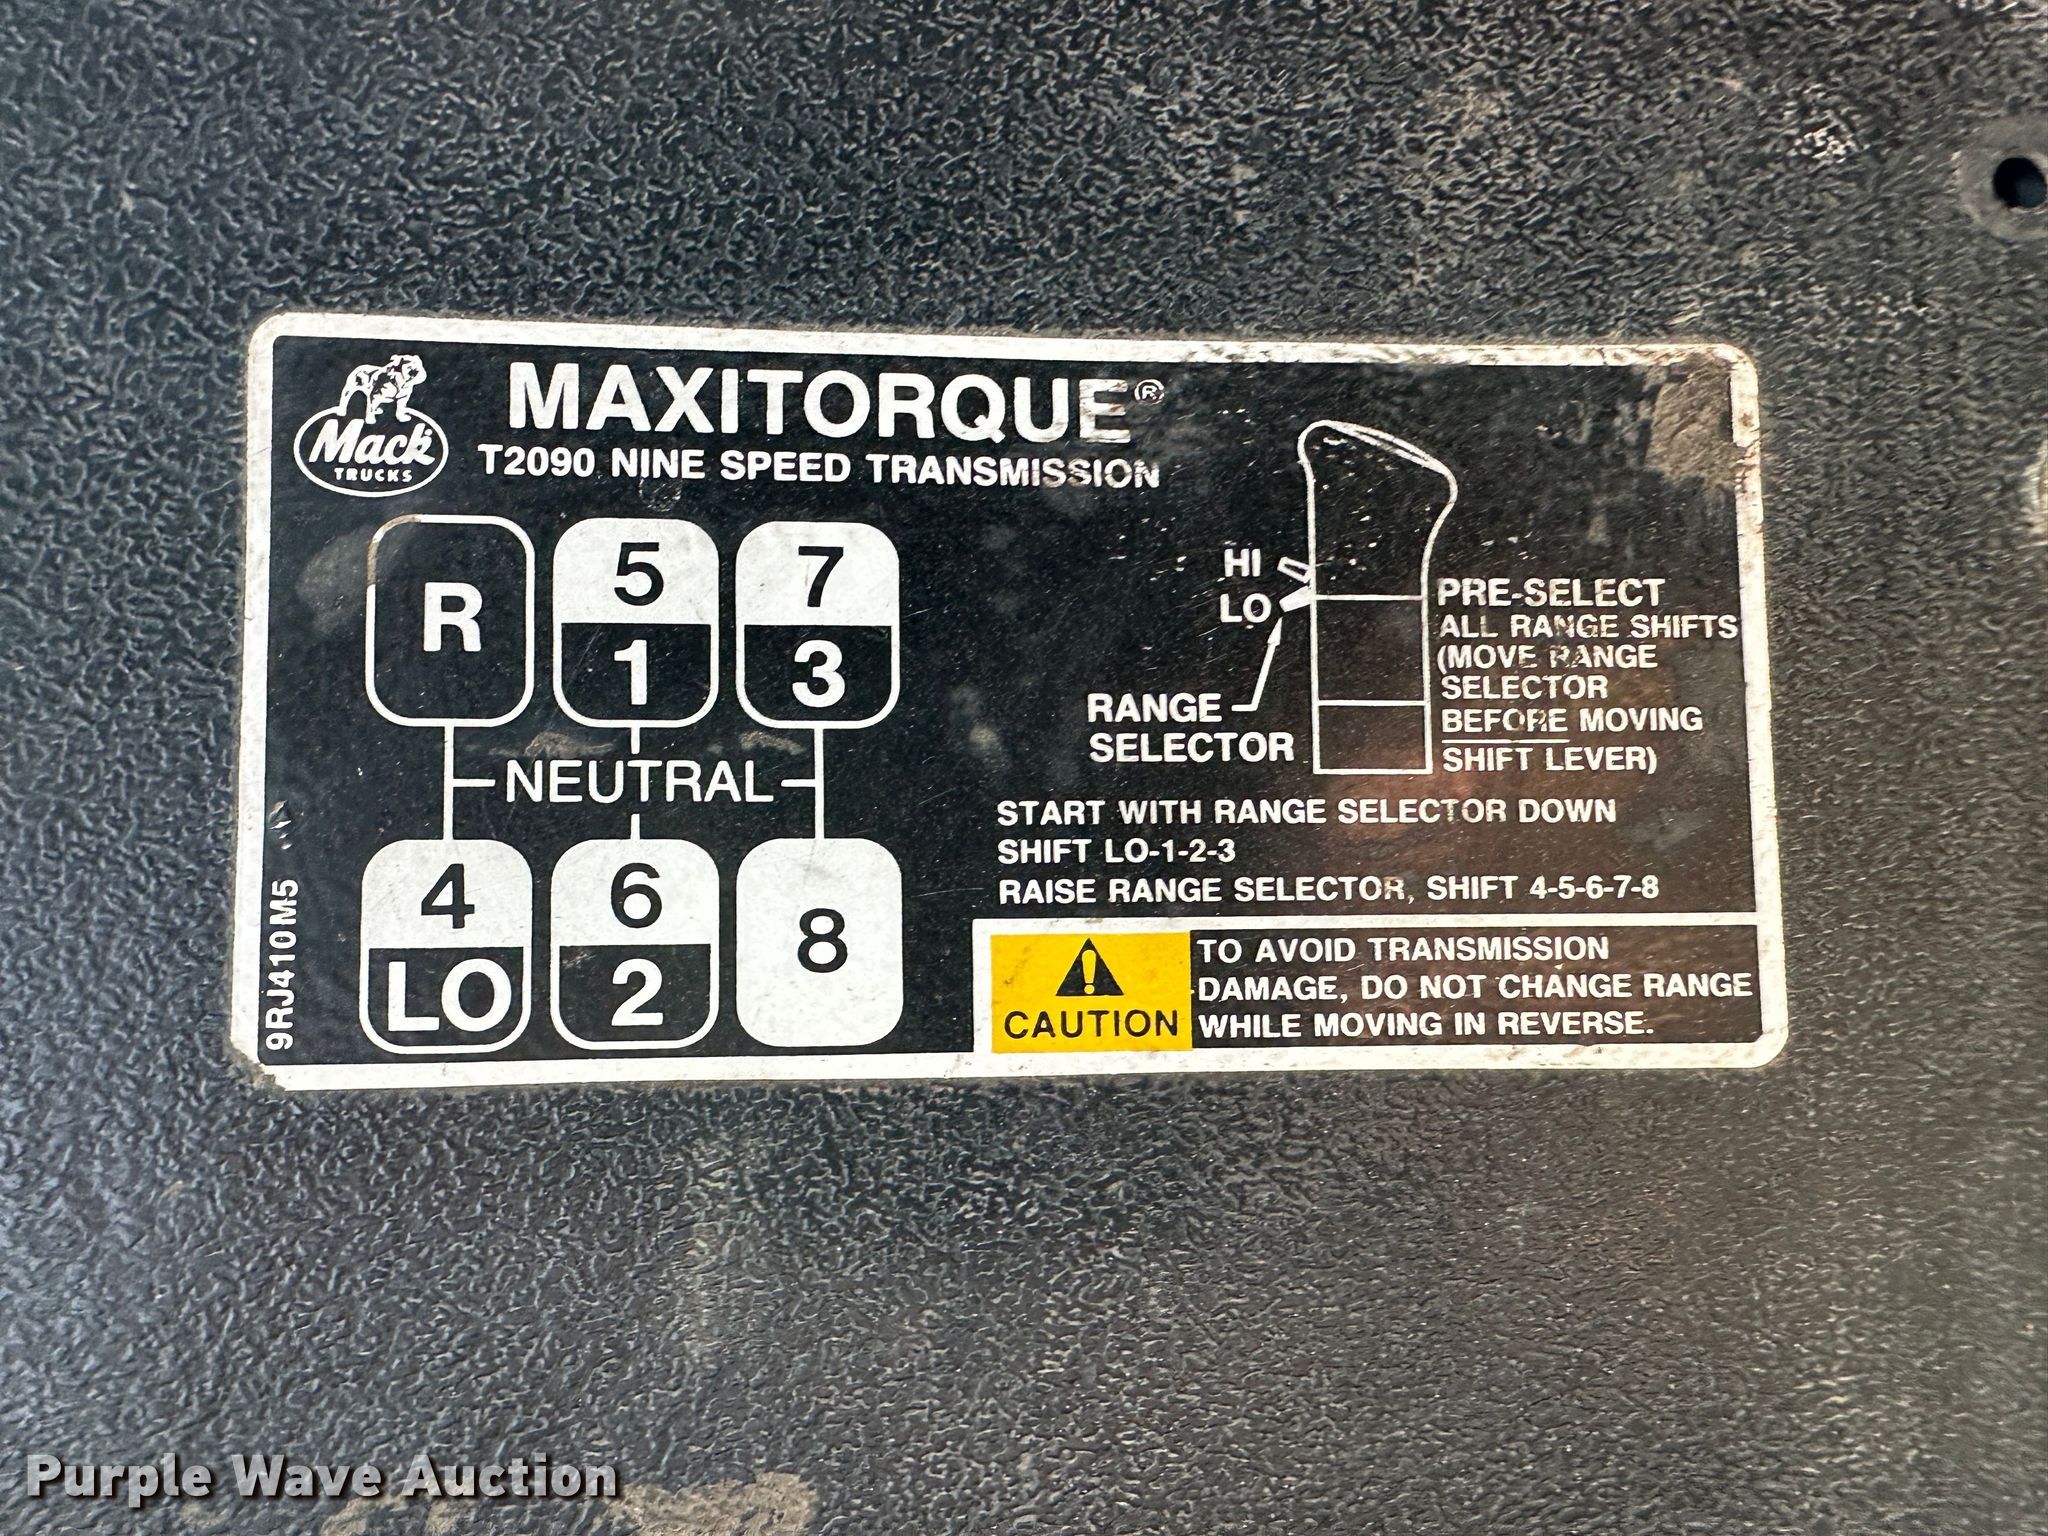 Mack
TRUCKS
MAXITORQUE®
T2090 NINE SPEED TRANSMISSION
R
5
1
7
3
NEUTRAL
4
LO
6
2
8
9RJ410M5
HI
LO
RANGE
SELECTOR
PRE-SELECT
ALL RANGE SHIFTS
(MOVE RANGE
SELECTOR
BEFORE MOVING
SHIFT LEVER)
START WITH RANGE SELECTOR DOWN
SHIFT LO-1-2-3
RAISE RANGE SELECTOR, SHIFT 4-5-6-7-8
CAUTION
TO AVOID TRANSMISSION
DAMAGE, DO NOT CHANGE RANGE
WHILE MOVING IN REVERSE.
Purple Wave Auction